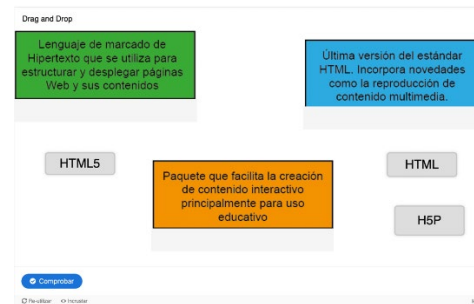 Drag and Drop
Lenguaje de marcado de
Hipertexto que se utiliza para
estructurar y desplegar páginas
Web y sus contenidos
Última versión del estándar
HTML. Incorpora novedades
como la reproducción de
contenido multimedia.
HTML5
HTML
Paquete que facilita la creación
de contenido interactivo
principalmente para uso
educativo
H5P
Comprobar
Re-utilizar
Incrustar